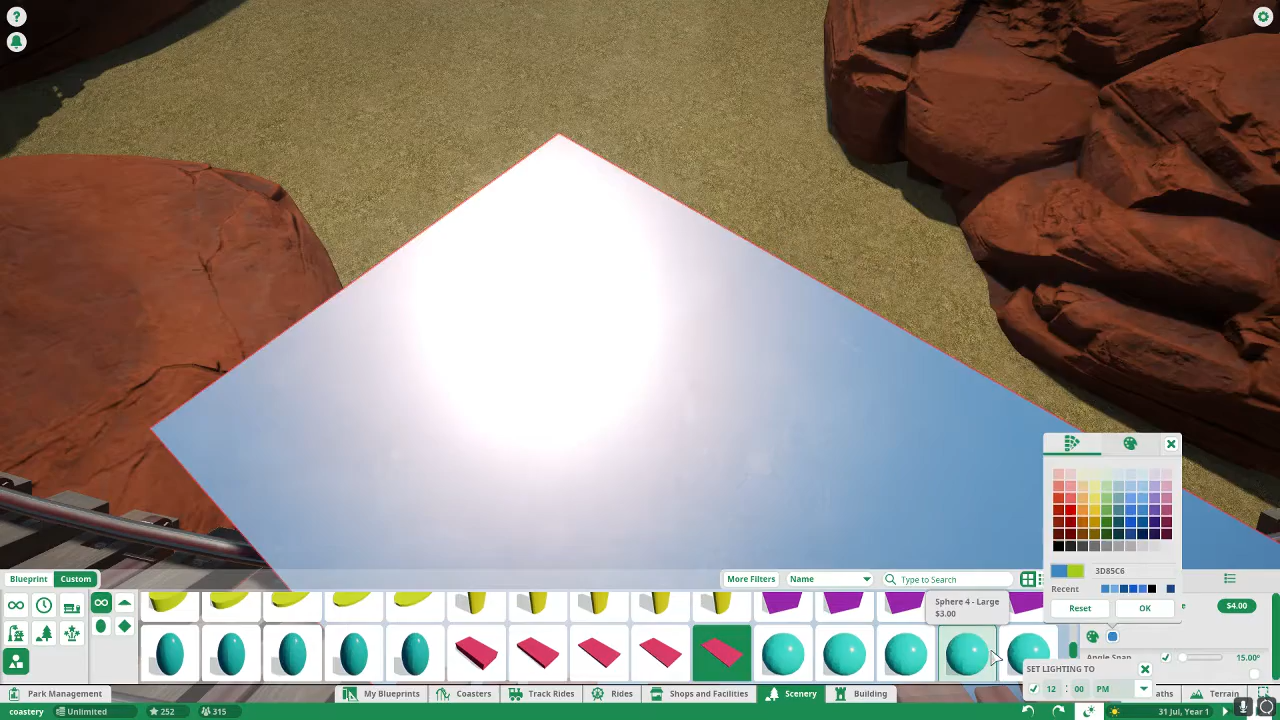 ?
Blueprint
Custom
More Filters
Name
Type to Search
Sphere 4 - Large
$3.00
3D85C6
Recent
Reset
OK
$4.00
Angle Snap
15.00°
SET LIGHTING TO
12 : 00 PM
Park Management
My Blueprints
Coasters
Track Rides
Rides
Shops and Facilities
Scenery
Building
Terrain
coastery
Unlimited
252
315
31 Jul, Year 1